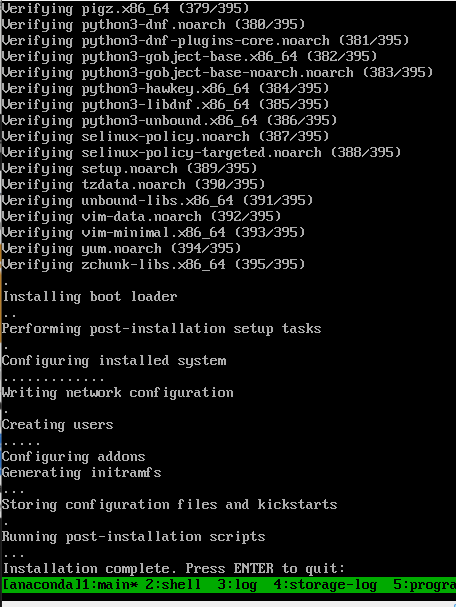 Verifying pigz.x86_64 (379/395)
Verifying python3-dnf.noarch (380/395)
Verifying python3-dnf-plugins-core.noarch (381/395)
Verifying python3-gobject-base.x86_64 (382/395)
Verifying python3-gobject-base-noarch.noarch (383/395)
Verifying python3-hawkey.x86_64 (384/395)
Verifying python3-libdnf.x86_64 (385/395)
Verifying python3-unbound.x86_64 (386/395)
Verifying selinux-policy.noarch (387/395)
Verifying selinux-policy-targeted.noarch (388/395)
Verifying setup.noarch (389/395)
Verifying tzdata.noarch (390/395)
Verifying unbound-libs.x86_64 (391/395)
Verifying vim-data.noarch (392/395)
Verifying vim-minimal.x86_64 (393/395)
Verifying yum.noarch (394/395)
Verifying zchunk-libs.x86_64 (395/395)
.
Installing boot loader
..
Performing post-installation setup tasks
.
Configuring installed system
.............
Writing network configuration
.
Creating users
.....
Configuring addons
Generating initramfs
...
Storing configuration files and kickstarts
.
Running post-installation scripts
...
Installation complete. Press ENTER to quit:
[anaconda]1:main* 2:shell  3:log  4:storage-log  5:progra